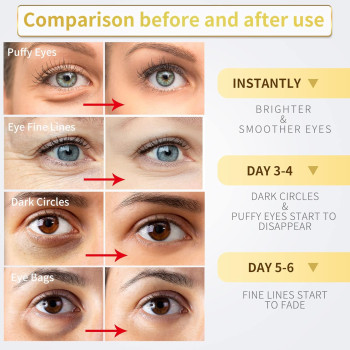 Comparison before and after use
Puffy Eyes
Eye Fine Lines
Dark Circles
Eye Bags
INSTANTLY
BRIGHTER
&
SMOOTHER EYES
DAY 3-4
DARK CIRCLES
&
PUFFY EYES START TO
DISAPPEAR
DAY 5-6
FINE LINES START
TO FADE